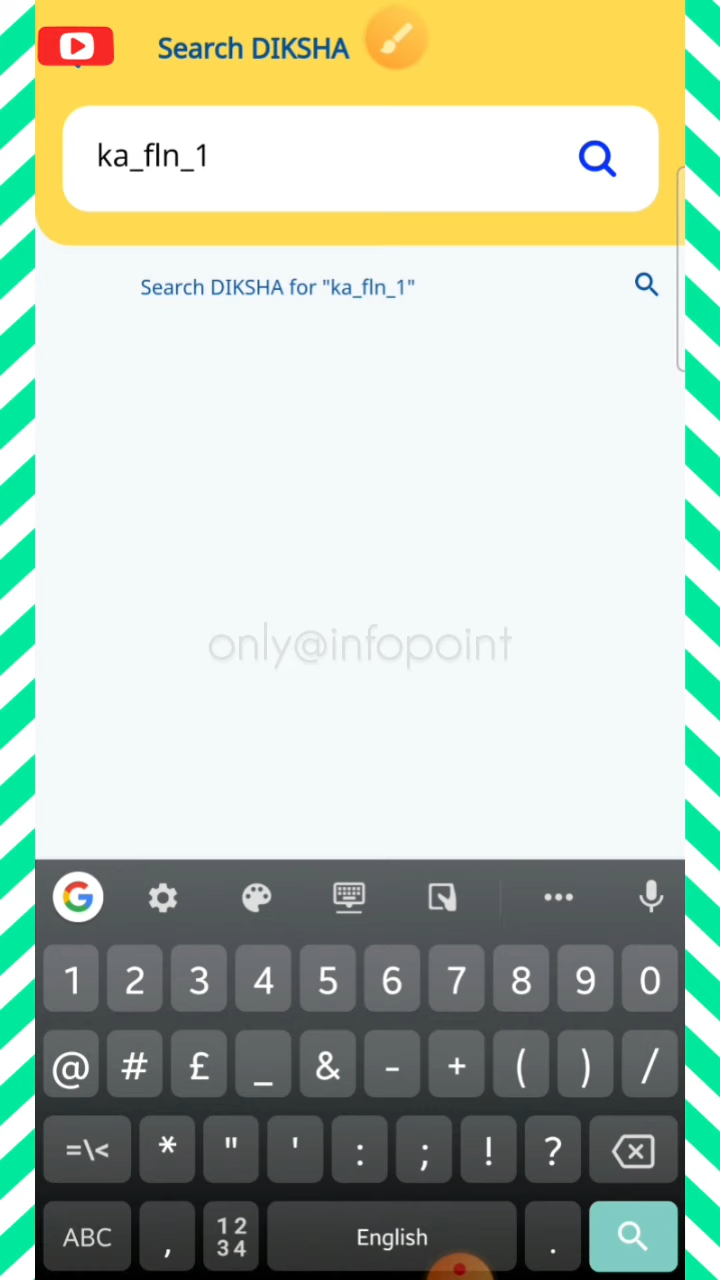 Search DIKSHA
ka_fln_1
Search DIKSHA for "ka_fln_1"
only@infopoint
1 2 3 4 5 6 7 8 9 0
@ # £ _ & - + ( ) /
=\< * " ' : ; ! ?
ABC , 12 34 English .